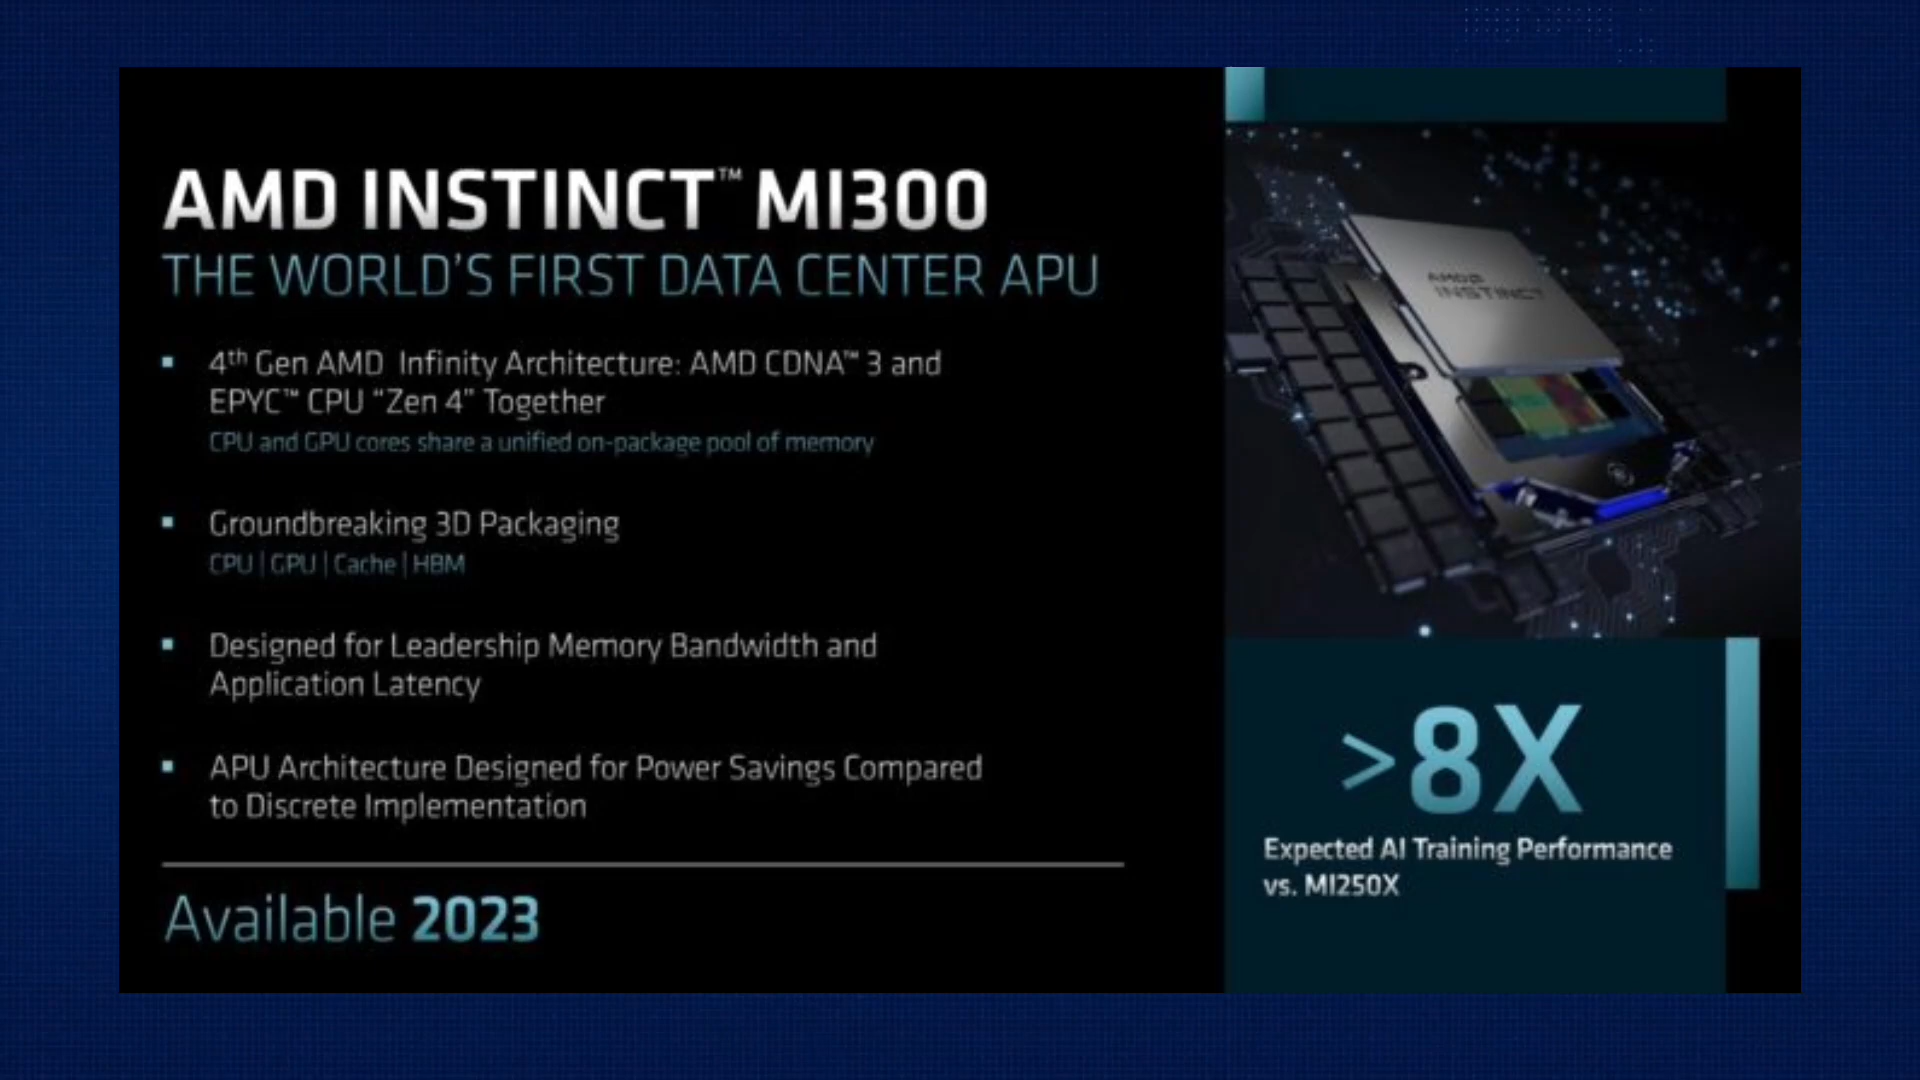 AMD INSTINCT™ MI300
THE WORLD'S FIRST DATA CENTER APU
▪ 4th Gen AMD Infinity Architecture: AMD CDNA™ 3 and
EPYC™ CPU “Zen 4” Together
CPU and GPU cores share a unified on-package pool of memory
▪ Groundbreaking 3D Packaging
CPU | GPU | Cache | HBM
▪ Designed for Leadership Memory Bandwidth and
Application Latency
▪ APU Architecture Designed for Power Savings Compared
to Discrete Implementation
Available 2023
AMD
INSTINCT
>8X
Expected AI Training Performance
vs. MI250X